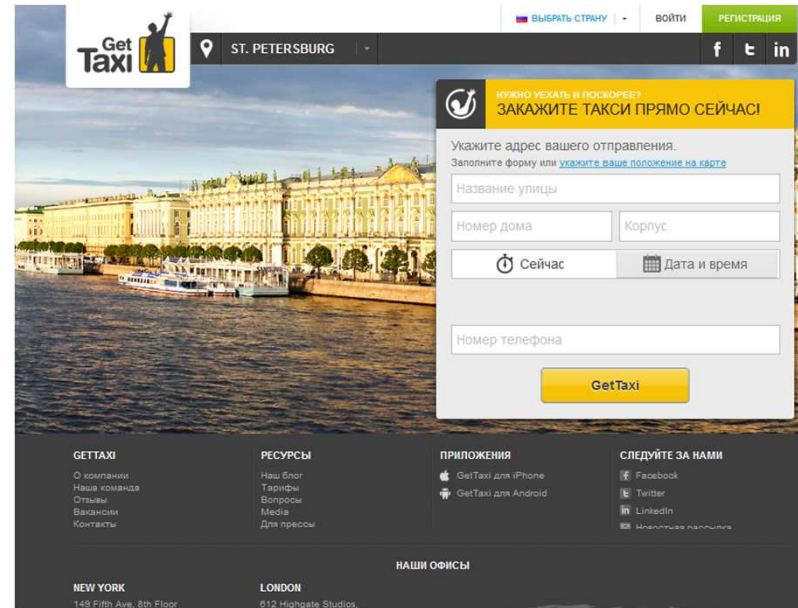 ВЫБРАТЬ СТРАНУ
ВОЙТИ
РЕГИСТРАЦИЯ
Get
Taxi
ST. PETERSBURG
f t in
НУЖНО УЕХАТЬ И ПОСКОРЕЕ?
ЗАКАЖИТЕ ТАКСИ ПРЯМО СЕЙЧАС!
Укажите адрес вашего отправления.
Заполните форму или укажите ваше положение на карте
Название улицы
Номер дома
Корпус
Сейчас
Дата и время
Номер телефона
GetTaxi
GETTAXI
О компании
Наша команда
Отзывы
Вакансии
Контакты
РЕСУРСЫ
Наш блог
Тарифы
Вопросы
Media
Для прессы
ПРИЛОЖЕНИЯ
GetTaxi для iPhone
GetTaxi для Android
СЛЕДУЙТЕ ЗА НАМИ
Facebook
Twitter
LinkedIn
Новостная рассылка
НАШИ ОФИСЫ
NEW YORK
149 Fifth Ave, 8th Floor
LONDON
612 Highgate Studios,